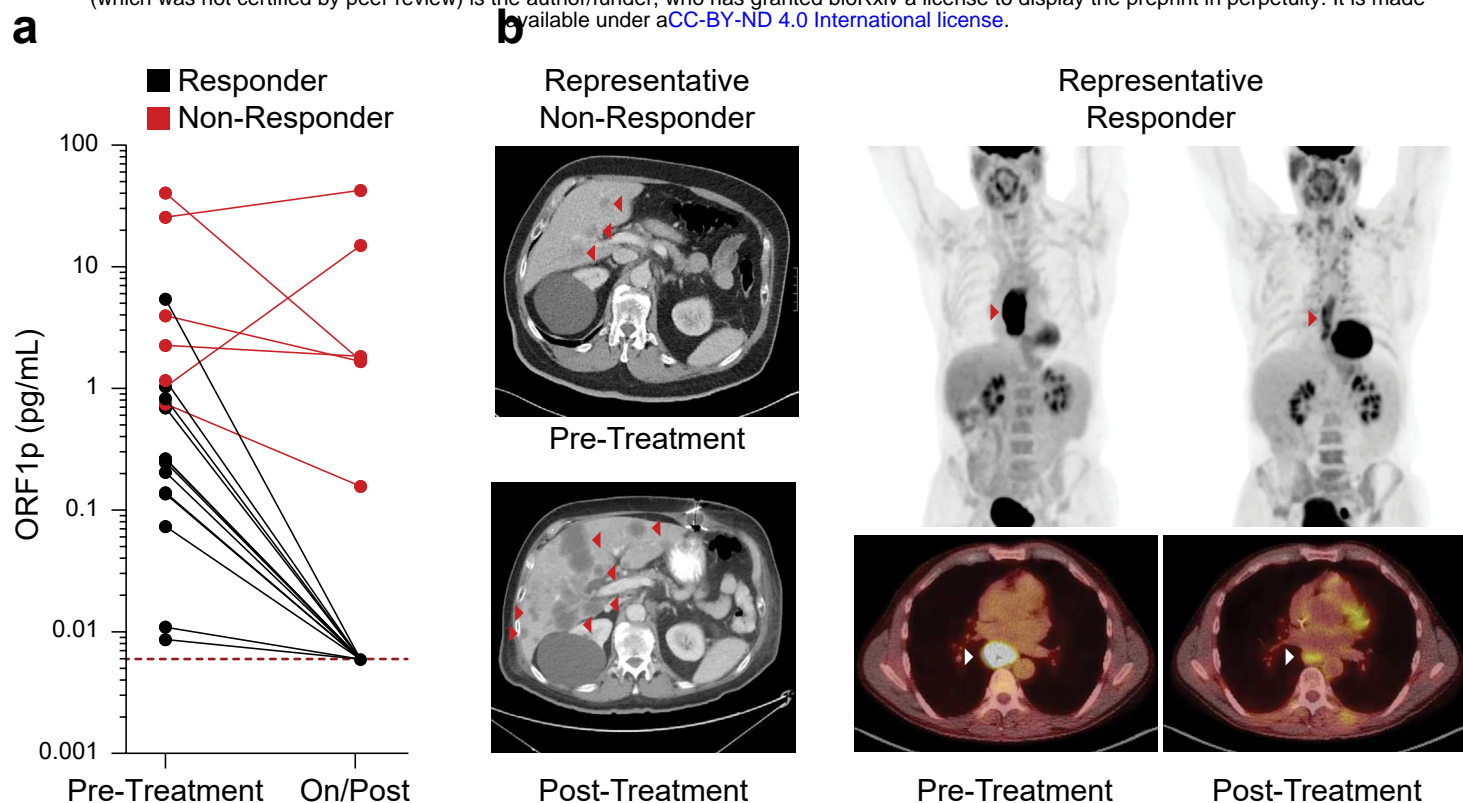 (which was not certified by peer review) is the author/funder, who has granted bioRxiv a license to display the preprint in perpetuity. It is made
available under aCC-BY-ND 4.0 International license.
a
b
Responder
Non-Responder
100
10
1
0.1
0.01
0.001
ORF1p (pg/mL)
Pre-Treatment
On/Post
Representative
Non-Responder
Pre-Treatment
Post-Treatment
Representative
Responder
Pre-Treatment
Post-Treatment